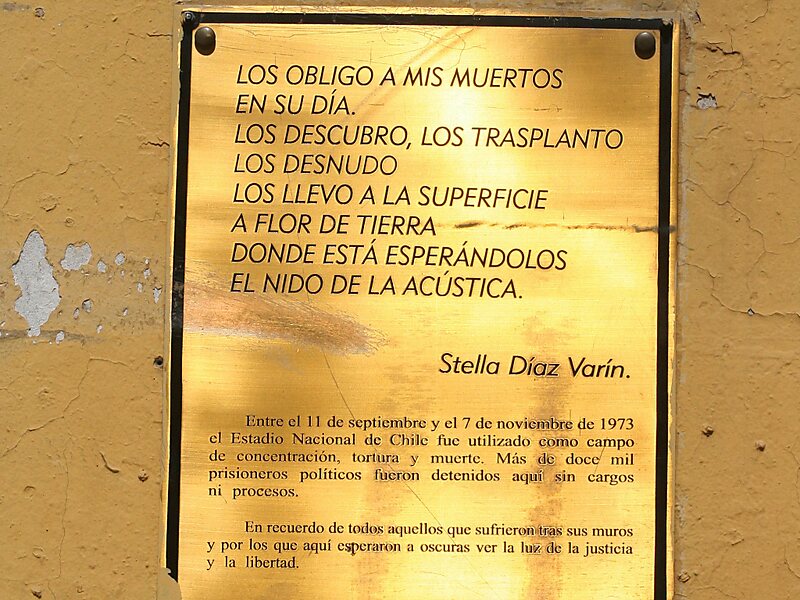 LOS OBLIGO A MIS MUERTOS
EN SU DÍA.
LOS DESCUBRO, LOS TRASPLANTO
LOS DESNUDO
LOS LLEVO A LA SUPERFICIE
A FLOR DE TIERRA
DONDE ESTÁ ESPERÁNDOLOS
EL NIDO DE LA ACÚSTICA.
Stella Díaz Varín.
Entre el 11 de septiembre y el 7 de noviembre de 1973
el Estadio Nacional de Chile fue utilizado como campo
de concentración, tortura y muerte. Más de doce mil
prisioneros políticos fueron detenidos aquí sin cargos
ni procesos.
En recuerdo de todos aquellos que sufrieron tras sus muros
y por los que aquí esperaron a oscuras ver la luz de la justicia
y la libertad.